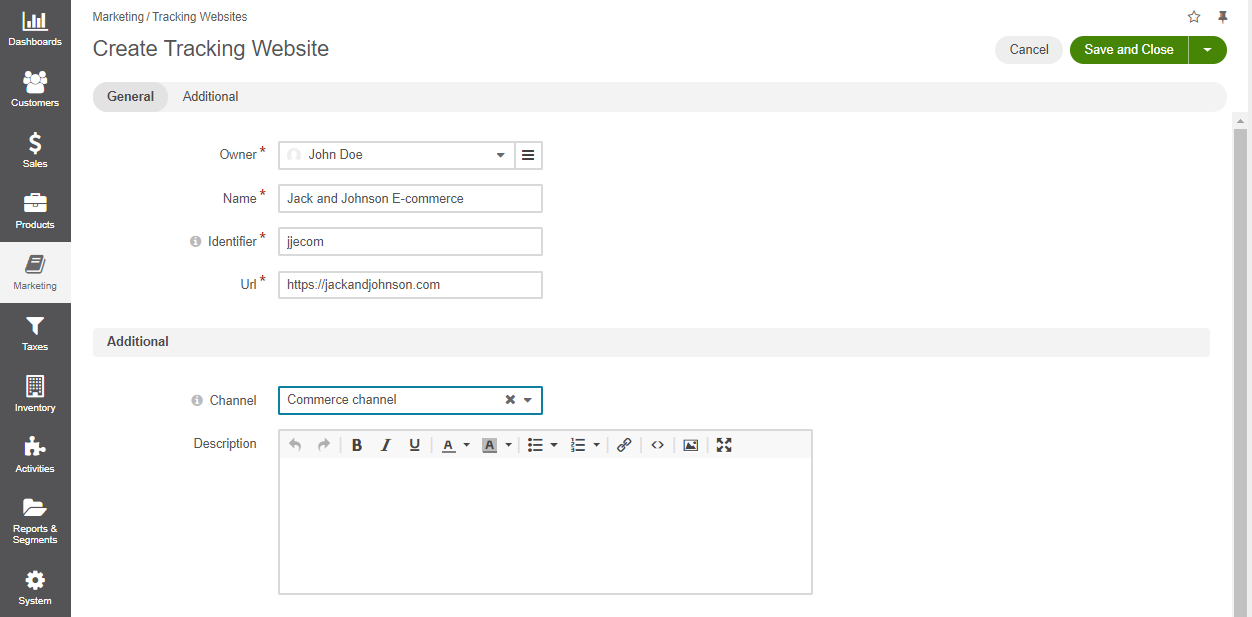 Dashboards
Customers
Sales
Products
Marketing
Taxes
Inventory
Activities
Reports &
Segments
System
Marketing / Tracking Websites
Create Tracking Website
Cancel
Save and Close
General Additional
Owner * John Doe
Name * Jack and Johnson E-commerce
Identifier * jjecom
Url * https://jackandjohnson.com
Additional
Channel Commerce channel
Description
B I U A A